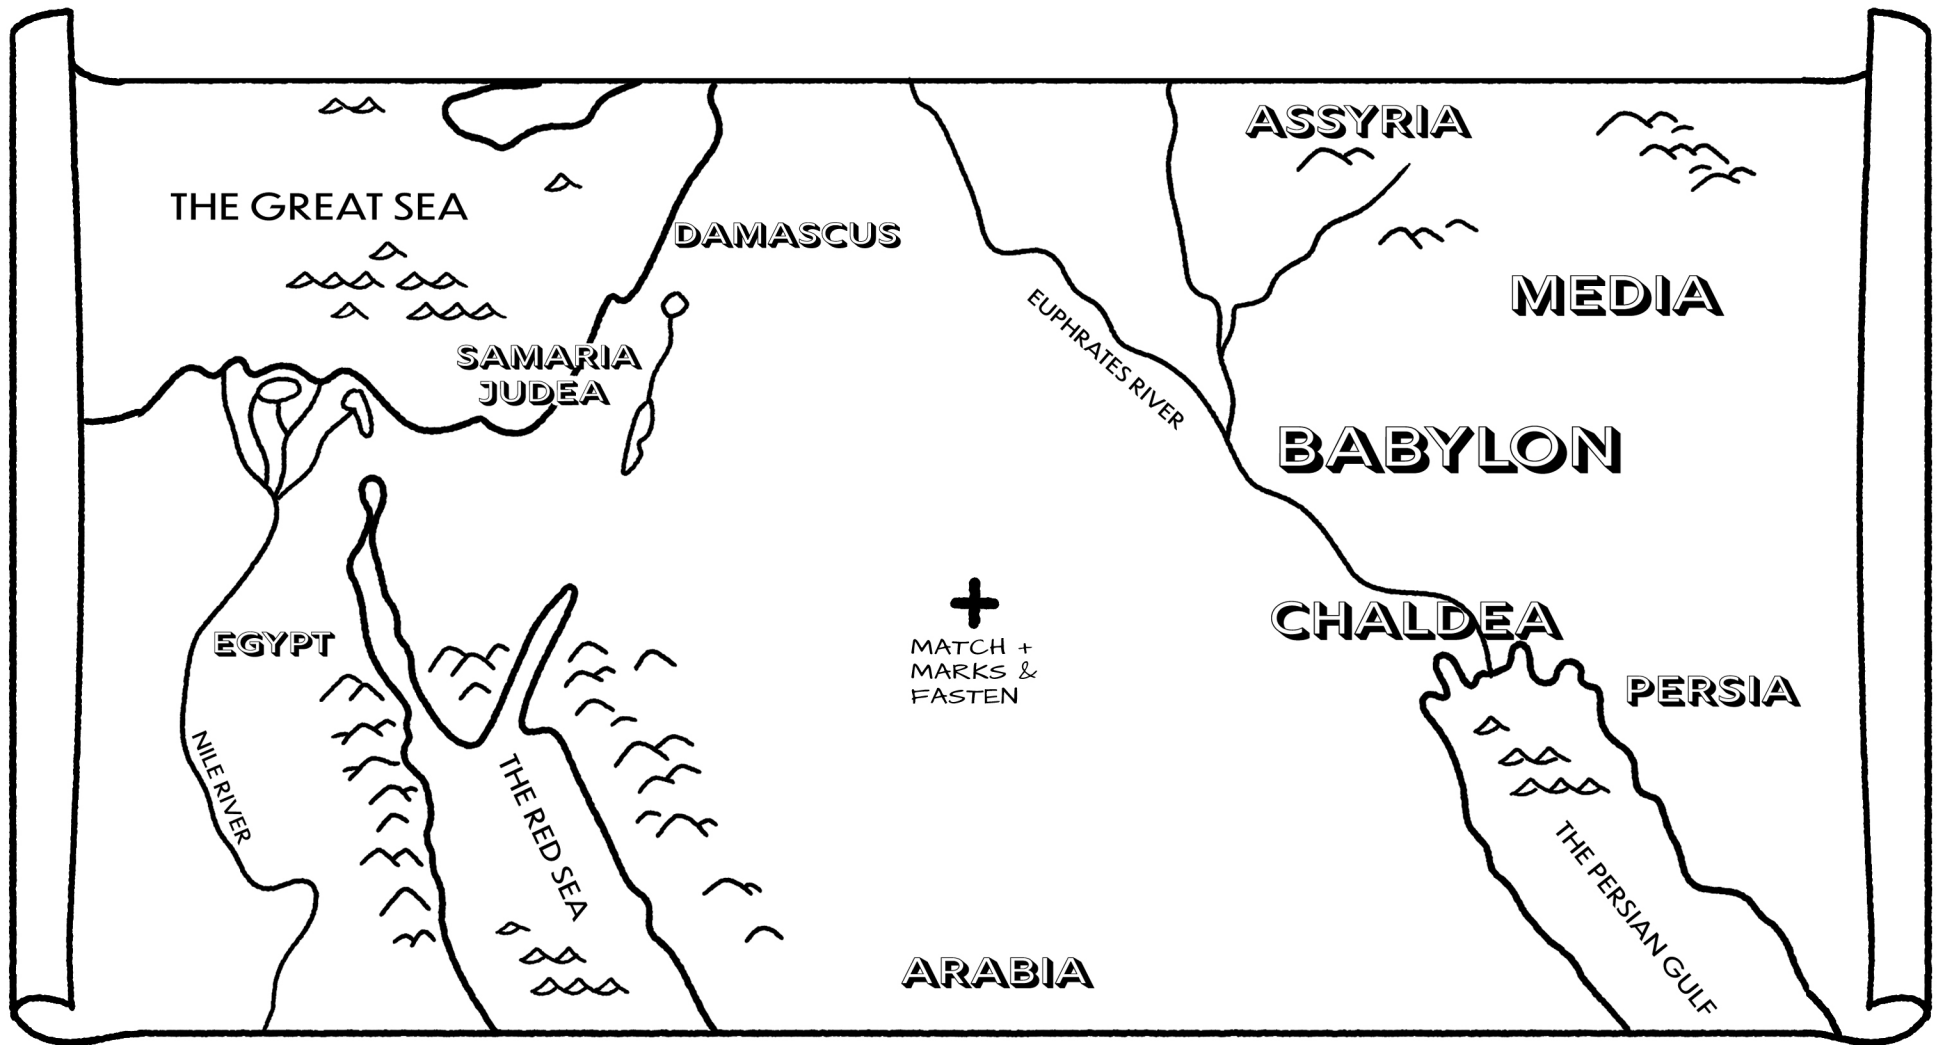 ASSYRIA
THE GREAT SEA
DAMASCUS
MEDIA
EUPHRATES RIVER
SAMARIA
JUDEA
BABYLON
CHALDEA
EGYPT
MATCH +
MARKS &
FASTEN
PERSIA
NILE RIVER
THE RED SEA
THE PERSIAN GULF
ARABIA